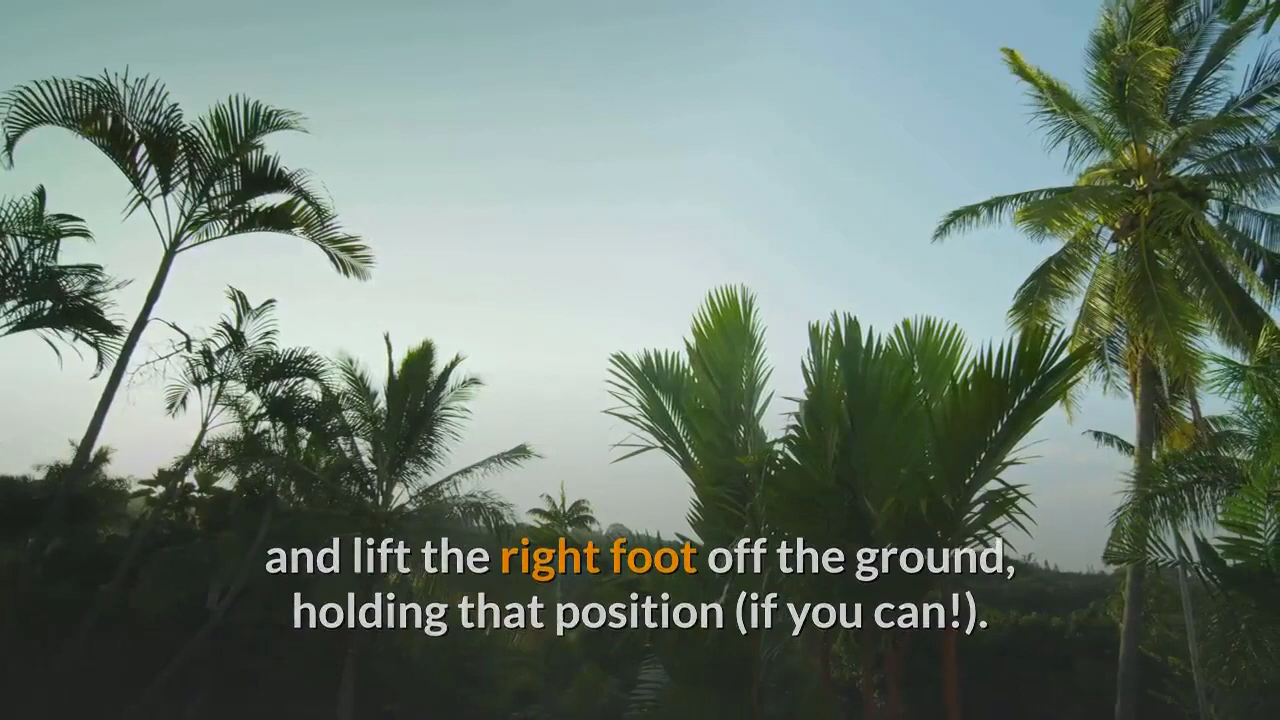 and lift the right foot off the ground,
holding that position (if you can!).